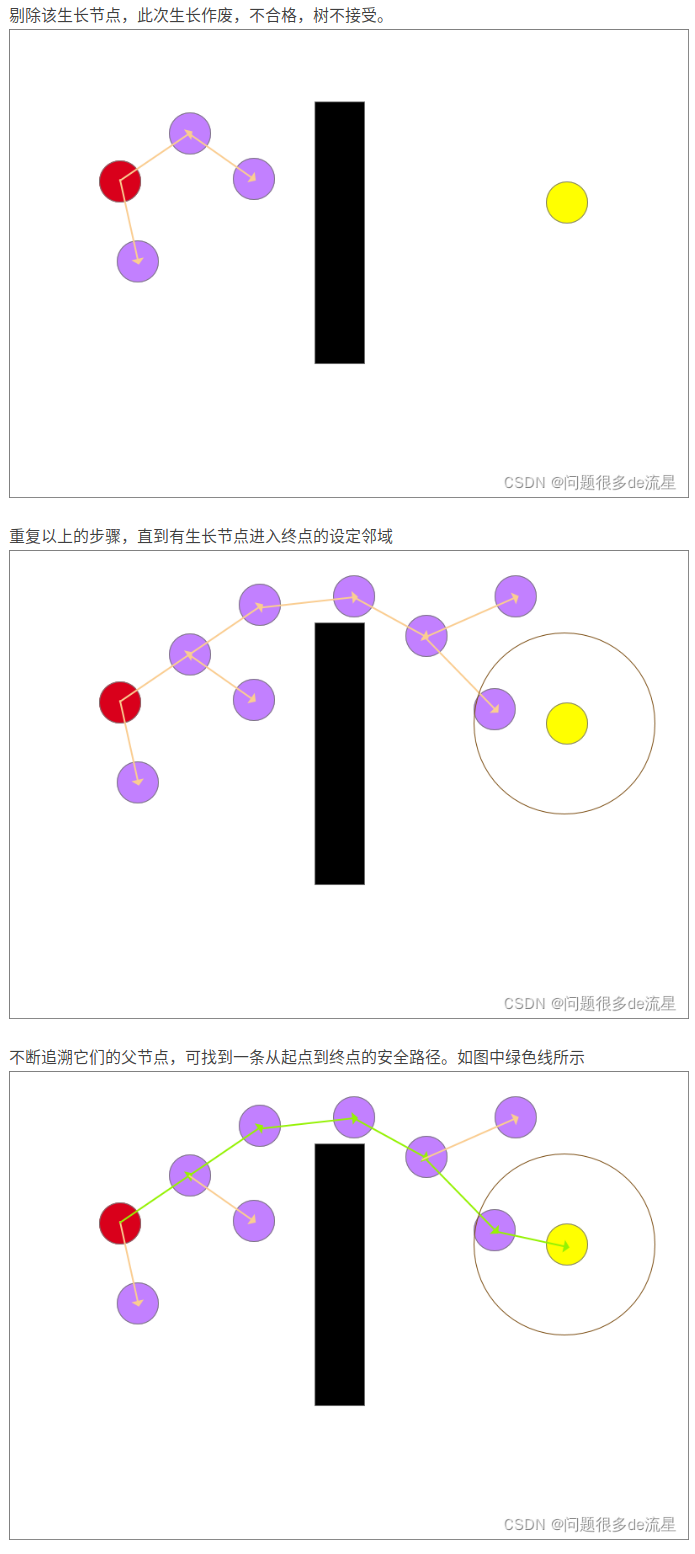 剔除该生长节点，此次生长作废，不合格，树不接受。
CSDN @问题很多de流星
重复以上的步骤，直到有生长节点进入终点的设定邻域
CSDN @问题很多de流星
不断追溯它们的父节点，可找到一条从起点到终点的安全路径。如图中绿色线所示
CSDN @问题很多de流星